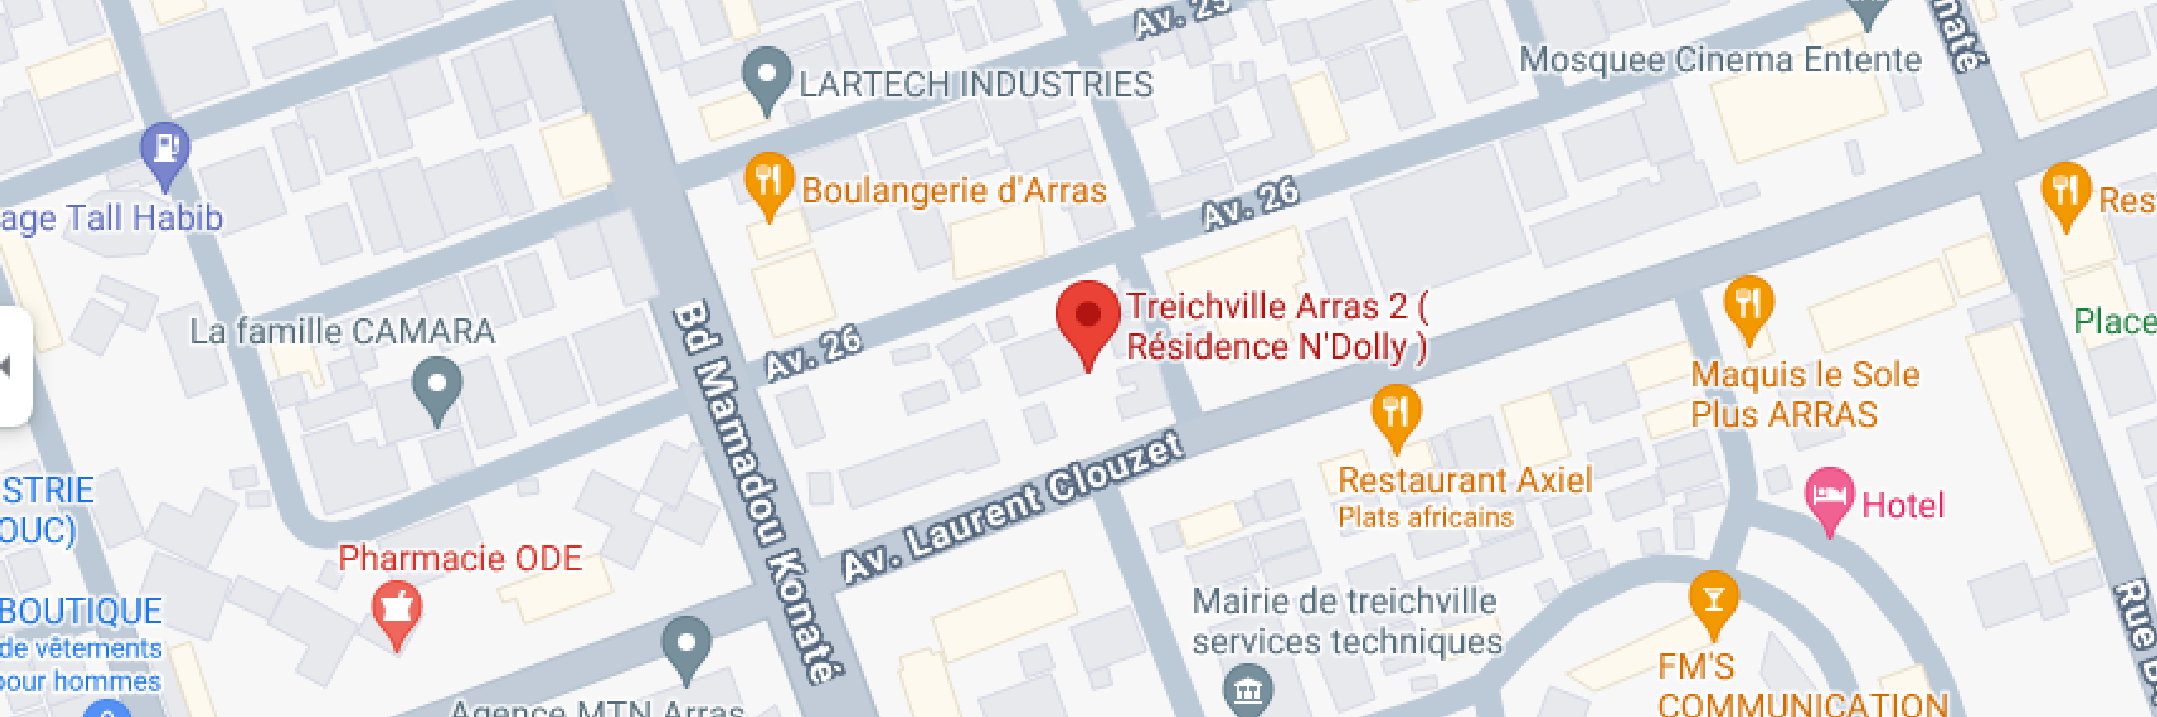 Av. 25
naté
Mosquee Cinema Entente
LARTECH INDUSTRIES
Boulangerie d'Arras
Av. 26
Res
age Tall Habib
Treichville Arras 2 (
Résidence N'Dolly )
La famille CAMARA
Place
Bd Mamadou Konaté
Av. 26
Maquis le Sole
Plus ARRAS
Av. Laurent Clouzet
Restaurant Axiel
Plats africains
STRIE
OUC)
Hotel
Pharmacie ODE
Mairie de treichville
services techniques
BOUTIQUE
de vêtements
pour hommes
Rue
FM'S
COMMUNICATION
Agence MTN Arras